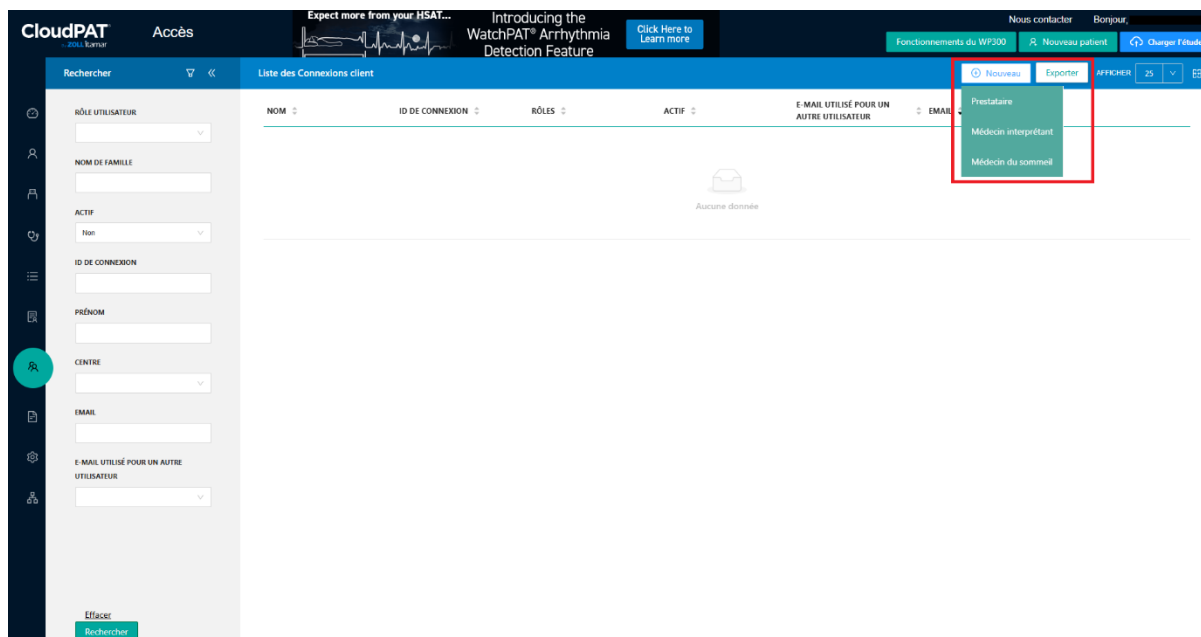 CloudPAT
by ZOLL Itamar
Accès
Expect more from your HSAT...
Introducing the
WatchPAT® Arrhythmia
Detection Feature
Click Here to
Learn more
Nous contacter
Bonjour,
Fonctionnements du WP300
Nouveau patient
Charger l'étude
Rechercher
Liste des Connexions client
Nouveau
Exporter
AFFICHER
25
Prestataire
Médecin interprétant
Médecin du sommeil
NOM
ID DE CONNEXION
RÔLES
ACTIF
E-MAIL UTILISÉ POUR UN
AUTRE UTILISATEUR
EMAIL
Aucune donnée
RÔLE UTILISATEUR
NOM DE FAMILLE
ACTIF
Non
ID DE CONNEXION
PRÉNOM
CENTRE
EMAIL
E-MAIL UTILISÉ POUR UN AUTRE
UTILISATEUR
Effacer
Rechercher